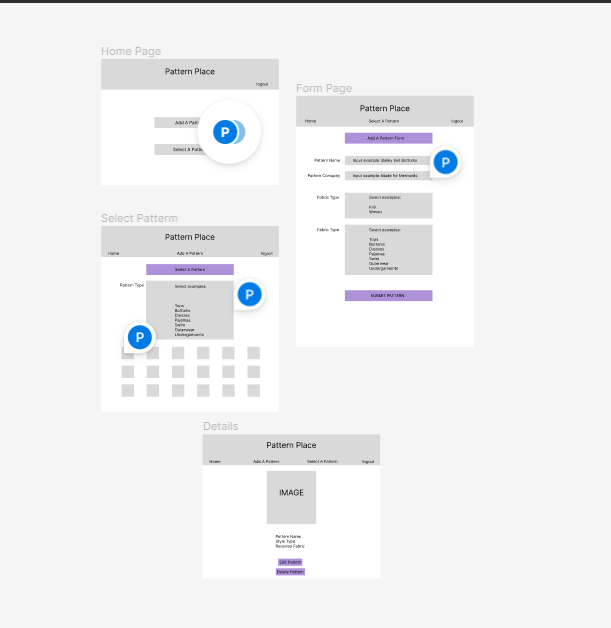 Home Page
Pattern Place
logout
Add A Patt
Select A Patte
P
Form Page
Pattern Place
Home
Select A Pattern
logout
Add A Pattern Form
Pattern Name
Input example: Bailey Bell Bottoms
P
Pattern Comapny
Input example: Made for Mermaids
Fabric Type
Select examples:
Knit
Woven
Fabric Type
Select examples:
Tops
Bottoms
Dresses
Pajamas
Swim
Outerwear
Undergarments
SUBMIT PATTERN
Select Patterm
Pattern Place
Home
Add A Pattern
logout
Select A Pattern
Pattern Type
Select examples:
P
Tops
Bottoms
Dresses
Pajamas
Swim
Outerwear
Undergarments
P
Details
Pattern Place
Home
Add A Pattern
Select A Pattern
logout
IMAGE
Pattern Name
Style Type
Required Fabric
Edit Pattern
Delete Pattern